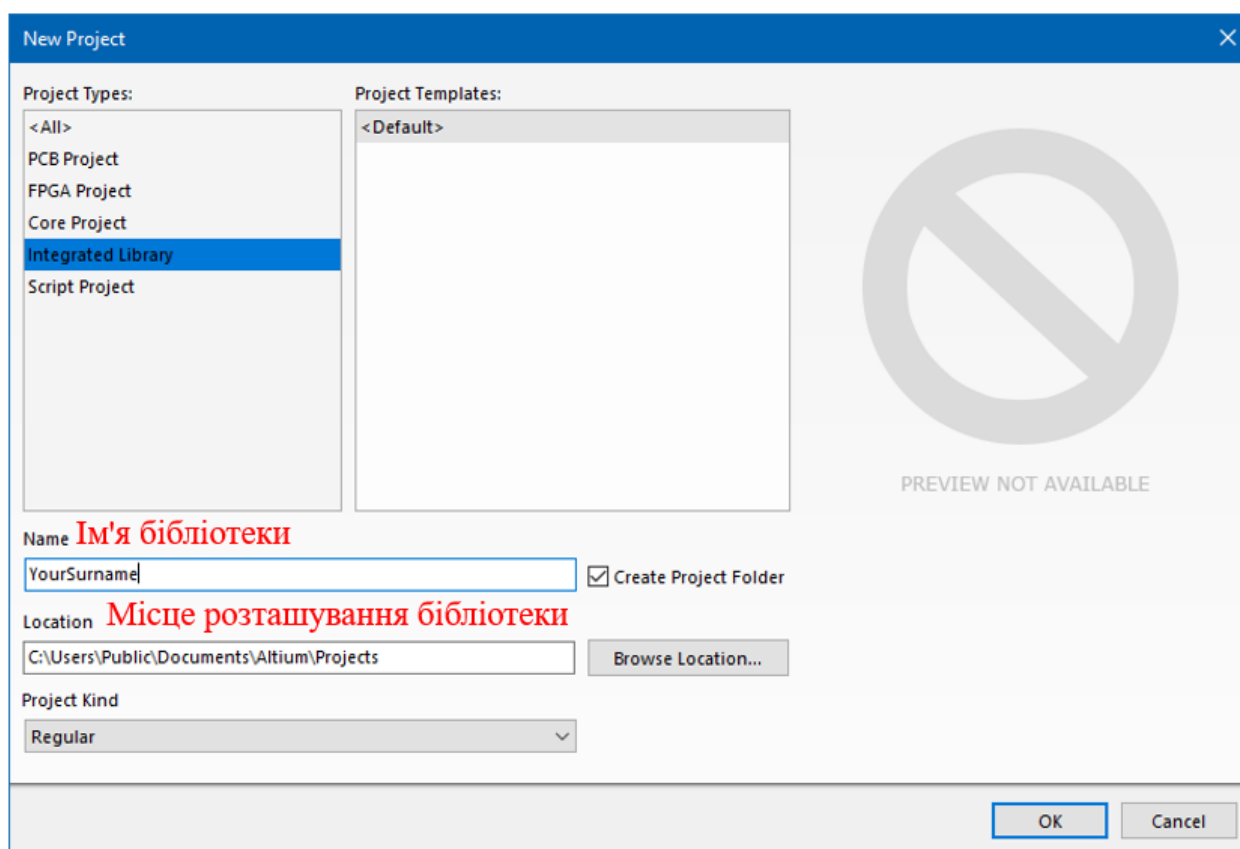 New Project
Project Types:
Project Templates:
<All>
<Default>
PCB Project
FPGA Project
Core Project
Integrated Library
Script Project
PREVIEW NOT AVAILABLE
Name Ім'я бібліотеки
YourSurname
Create Project Folder
Location Місце розташування бібліотеки
C:\Users\Public\Documents\Altium\Projects
Browse Location...
Project Kind
Regular
OK
Cancel